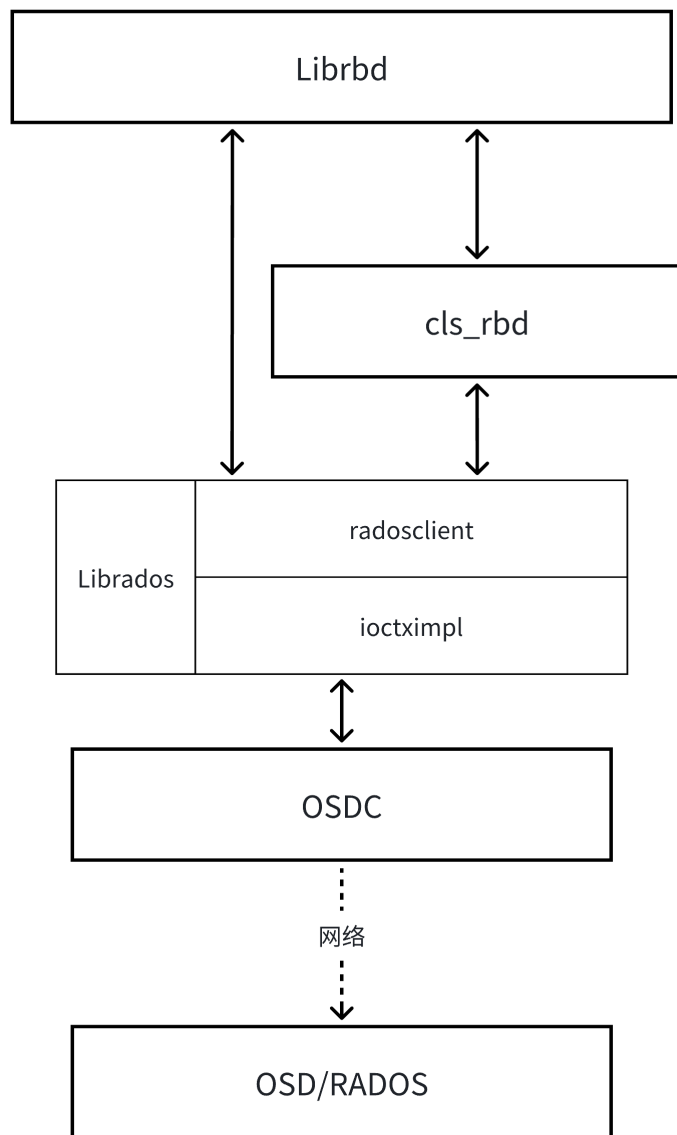 Librbd
cls_rbd
Librados
radosclient
ioctximpl
OSDC
网络
OSD/RADOS